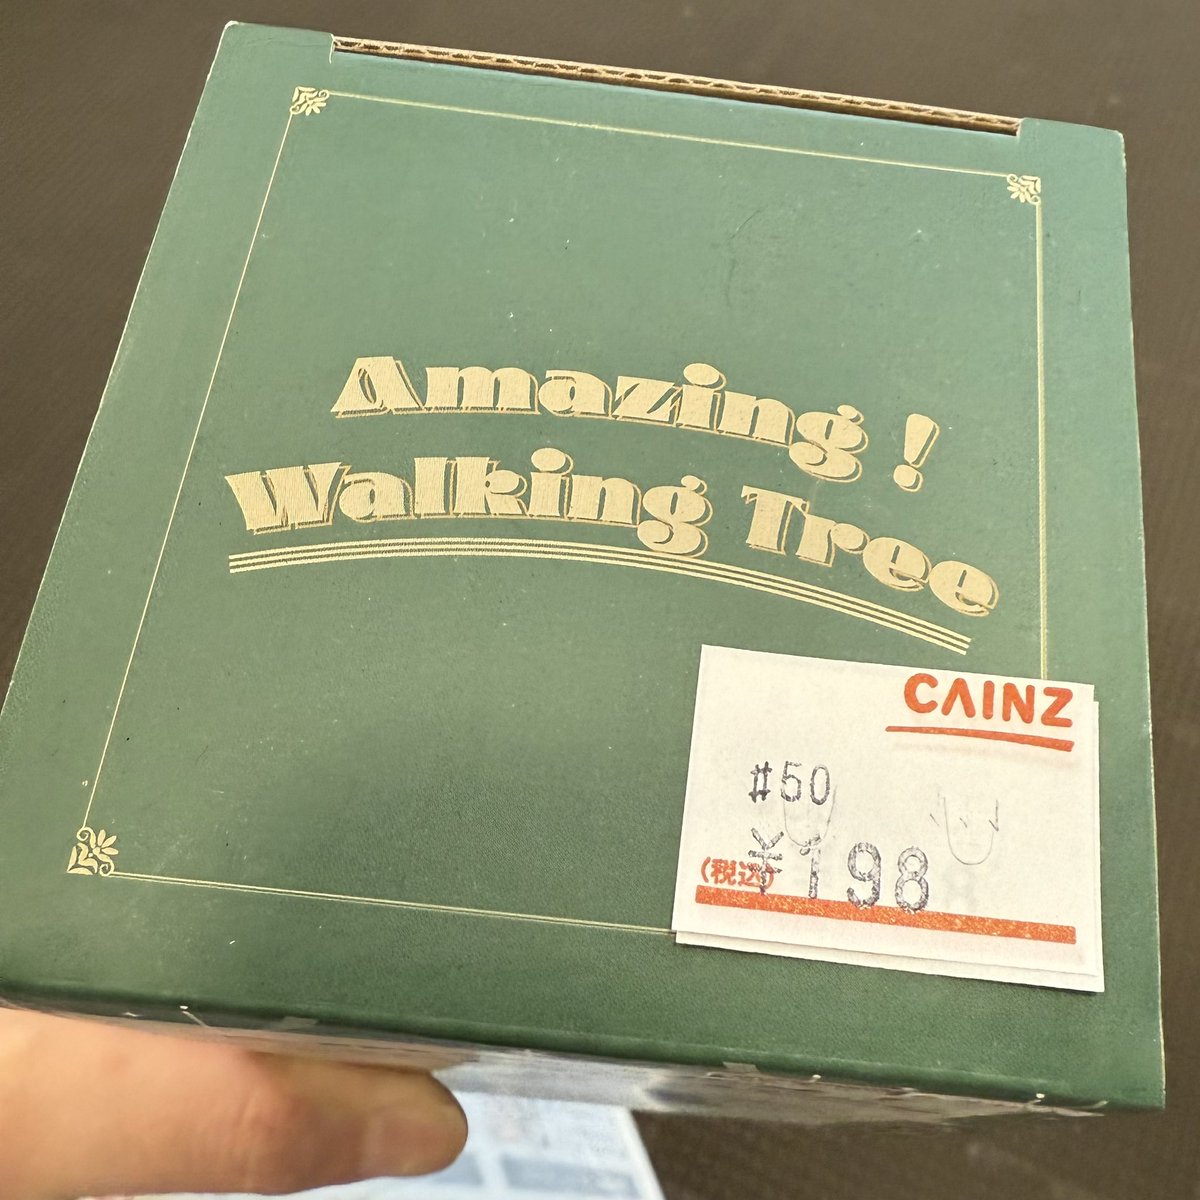 Amazing !
Walking Tree
CAINZ
#50
(税込)
¥198